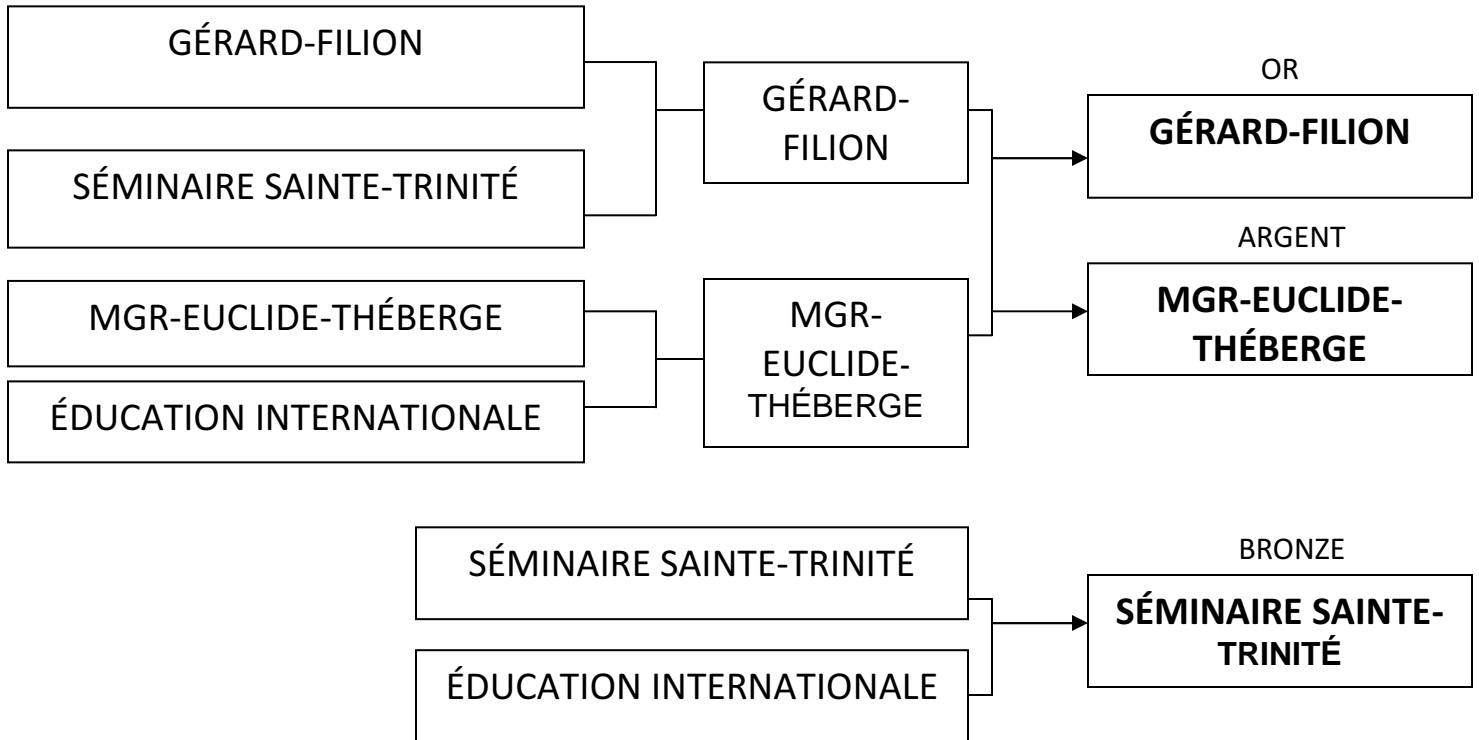 GÉRARD-FILION
SÉMINAIRE SAINTE-TRINITÉ
MGR-EUCLIDE-THÉBERGE
ÉDUCATION INTERNATIONALE
GÉRARD-
FILION
MGR-
EUCLIDE-
THÉBERGE
OR
GÉRARD-FILION
ARGENT
MGR-EUCLIDE-
THÉBERGE
SÉMINAIRE SAINTE-TRINITÉ
ÉDUCATION INTERNATIONALE
BRONZE
SÉMINAIRE SAINTE-
TRINITÉ